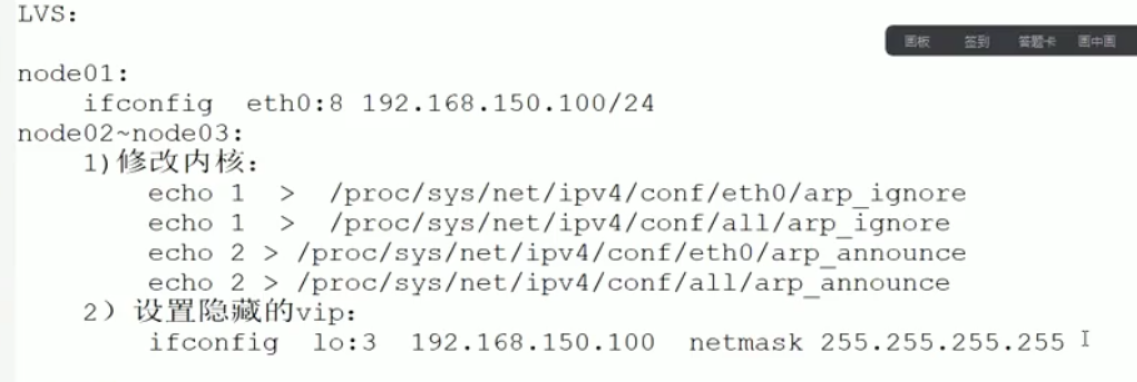 LVS:
画板 签到 答题卡 画中画
node01:
ifconfig eth0:8 192.168.150.100/24
node02~node03:
1)修改内核:
echo 1 > /proc/sys/net/ipv4/conf/eth0/arp_ignore
echo 1 > /proc/sys/net/ipv4/conf/all/arp_ignore
echo 2 > /proc/sys/net/ipv4/conf/eth0/arp_announce
echo 2 > /proc/sys/net/ipv4/conf/all/arp_announce
2）设置隐藏的vip:
ifconfig lo:3 192.168.150.100 netmask 255.255.255.255